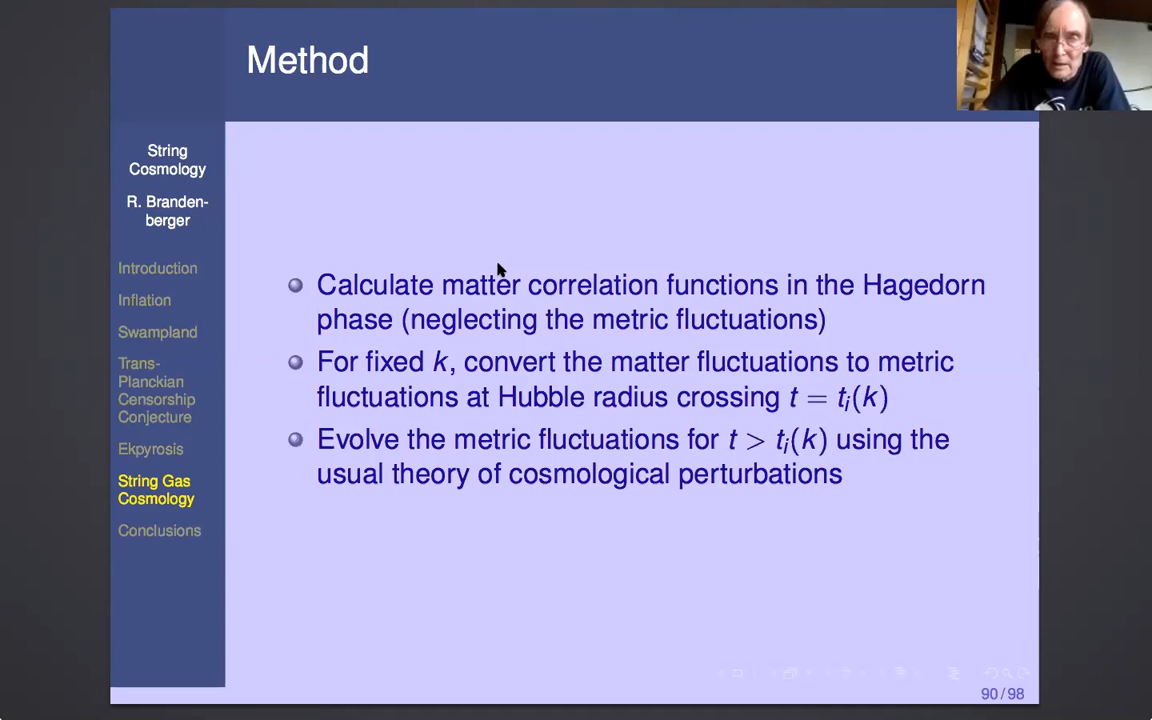 Method
String
Cosmology
R. Branden-
berger
Introduction
Inflation
Swampland
Trans-
Planckian
Censorship
Conjecture
Ekpyrosis
String Gas
Cosmology
Conclusions
Calculate matter correlation functions in the Hagedorn
phase (neglecting the metric fluctuations)
For fixed k, convert the matter fluctuations to metric
fluctuations at Hubble radius crossing t = tᵢ(k)
Evolve the metric fluctuations for t > tᵢ(k) using the
usual theory of cosmological perturbations
90 / 98